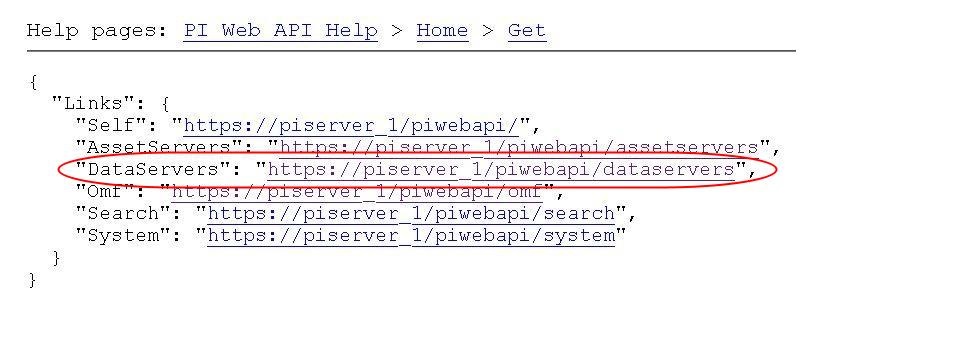 Help pages: PI Web API Help > Home > Get
{
"Links": {
"Self": "https://piserver_1/piwebapi/",
"AssetServers": "https://piserver_1/piwebapi/assetservers",
"DataServers": "https://piserver_1/piwebapi/dataservers",
"Omf": "https://piserver_1/piwebapi/omf",
"Search": "https://piserver_1/piwebapi/search",
"System": "https://piserver_1/piwebapi/system"
}
}